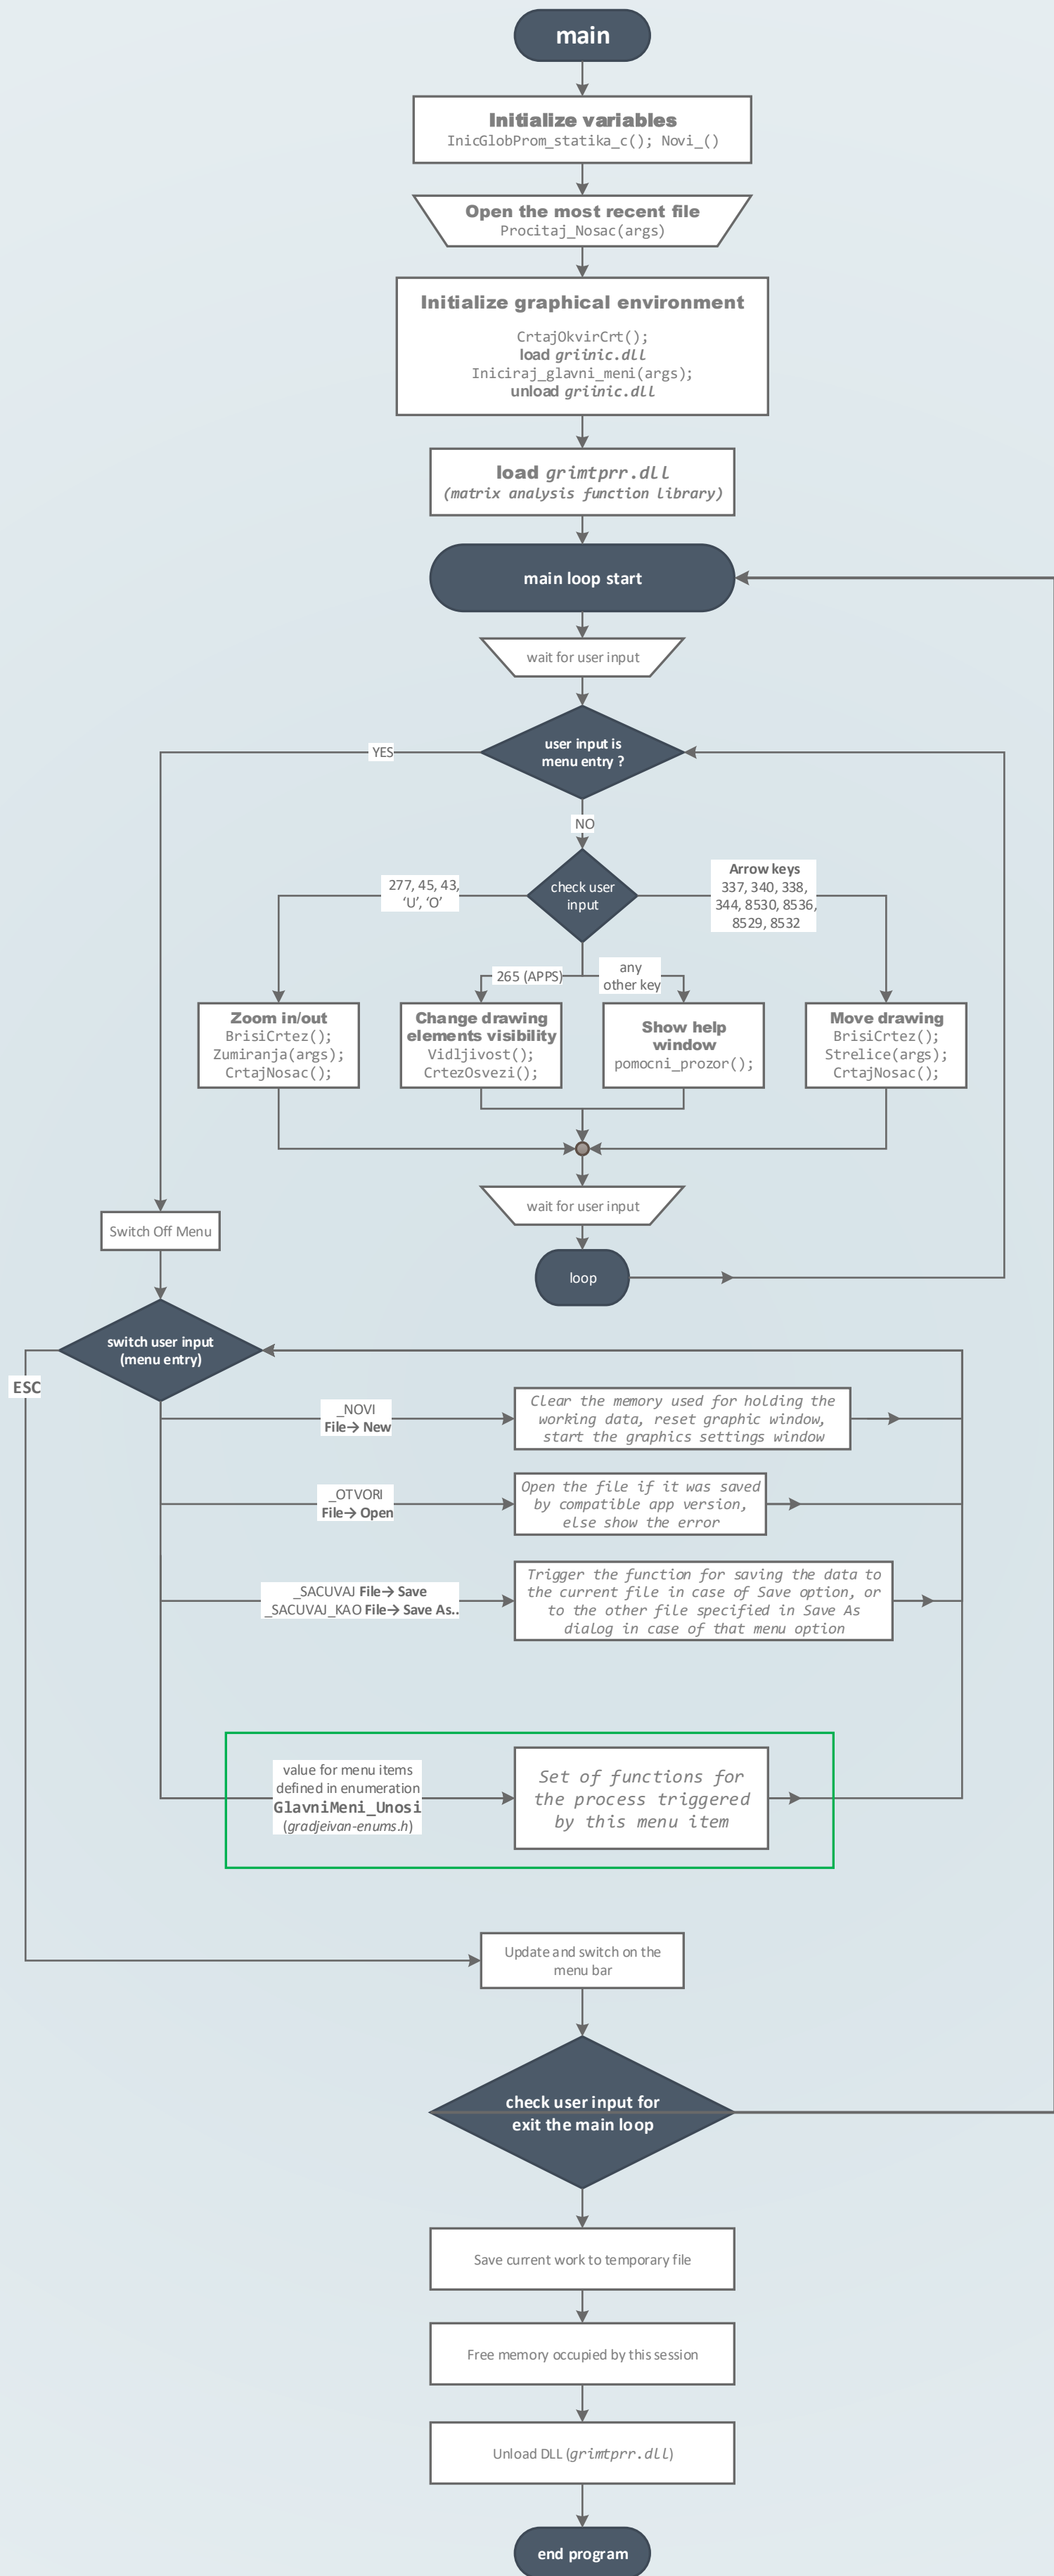 main
Initialize variables
InicGlobProm_statika_c(); Novi_()
Open the most recent file
Procitaj_Nosac(args)
Initialize graphical environment
CrtajOkvirCrt();
load griinic.dll
Iniciraj_glavni_meni(args);
unload griinic.dll
load grimtprr.dll
(matrix analysis function library)
main loop start
wait for user input
user input is
menu entry ?
YES
NO
check user
input
277, 45, 43,
‘U’, ‘O’
Arrow keys
337, 340, 338,
344, 8530, 8536,
8529, 8532
265 (APPS)
any
other key
Zoom in/out
BrisiCrtez();
Zumiranja(args);
CrtajNosac();
Change drawing
elements visibility
Vidljivost();
CrtezOsvezi();
Show help
window
pomocni_prozor();
Move drawing
BrisiCrtez();
Strelice(args);
CrtajNosac();
wait for user input
loop
Switch Off Menu
switch user input
(menu entry)
ESC
_NOVI
File→ New
Clear the memory used for holding the
working data, reset graphic window,
start the graphics settings window
_OTVORI
File→ Open
Open the file if it was saved
by compatible app version,
else show the error
_SACUVAJ File→ Save
_SACUVAJ_KAO File→ Save As..
Trigger the function for saving the data to
the current file in case of Save option, or
to the other file specified in Save As
dialog in case of that menu option
value for menu items
defined in enumeration
GlavniMeni_Unosi
(gradjeivan-enums.h)
Set of functions for
the process triggered
by this menu item
Update and switch on the
menu bar
check user input for
exit the main loop
Save current work to temporary file
Free memory occupied by this session
Unload DLL (grimtprr.dll)
end program